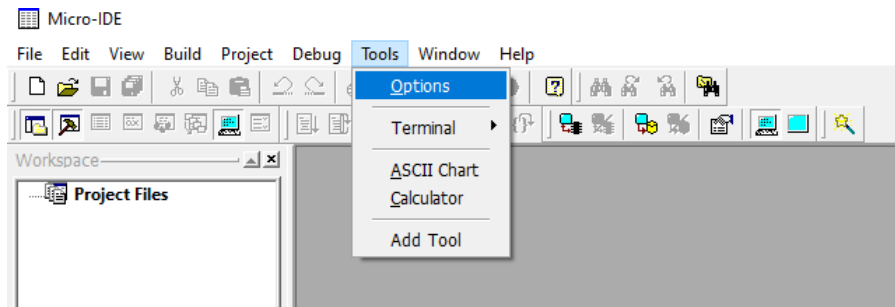 Micro-IDE
File Edit View Build Project Debug Tools Window Help
Options
Terminal
Workspace
ASCII Chart
Project Files
Calculator
Add Tool